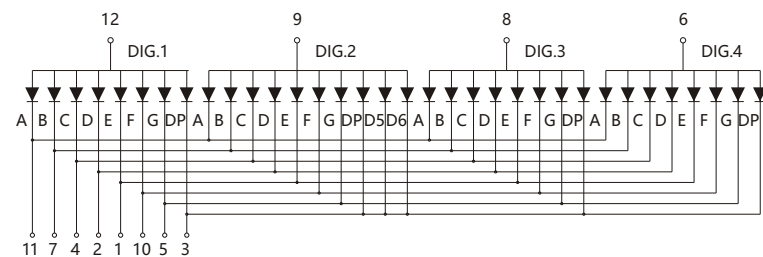 12 9 8 6
DIG.1 DIG.2 DIG.3 DIG.4
A B C D E F G DP A B C D E F G DP D5 D6 A B C D E F G DP A B C D E F G DP
11 7 4 2 1 10 5 3